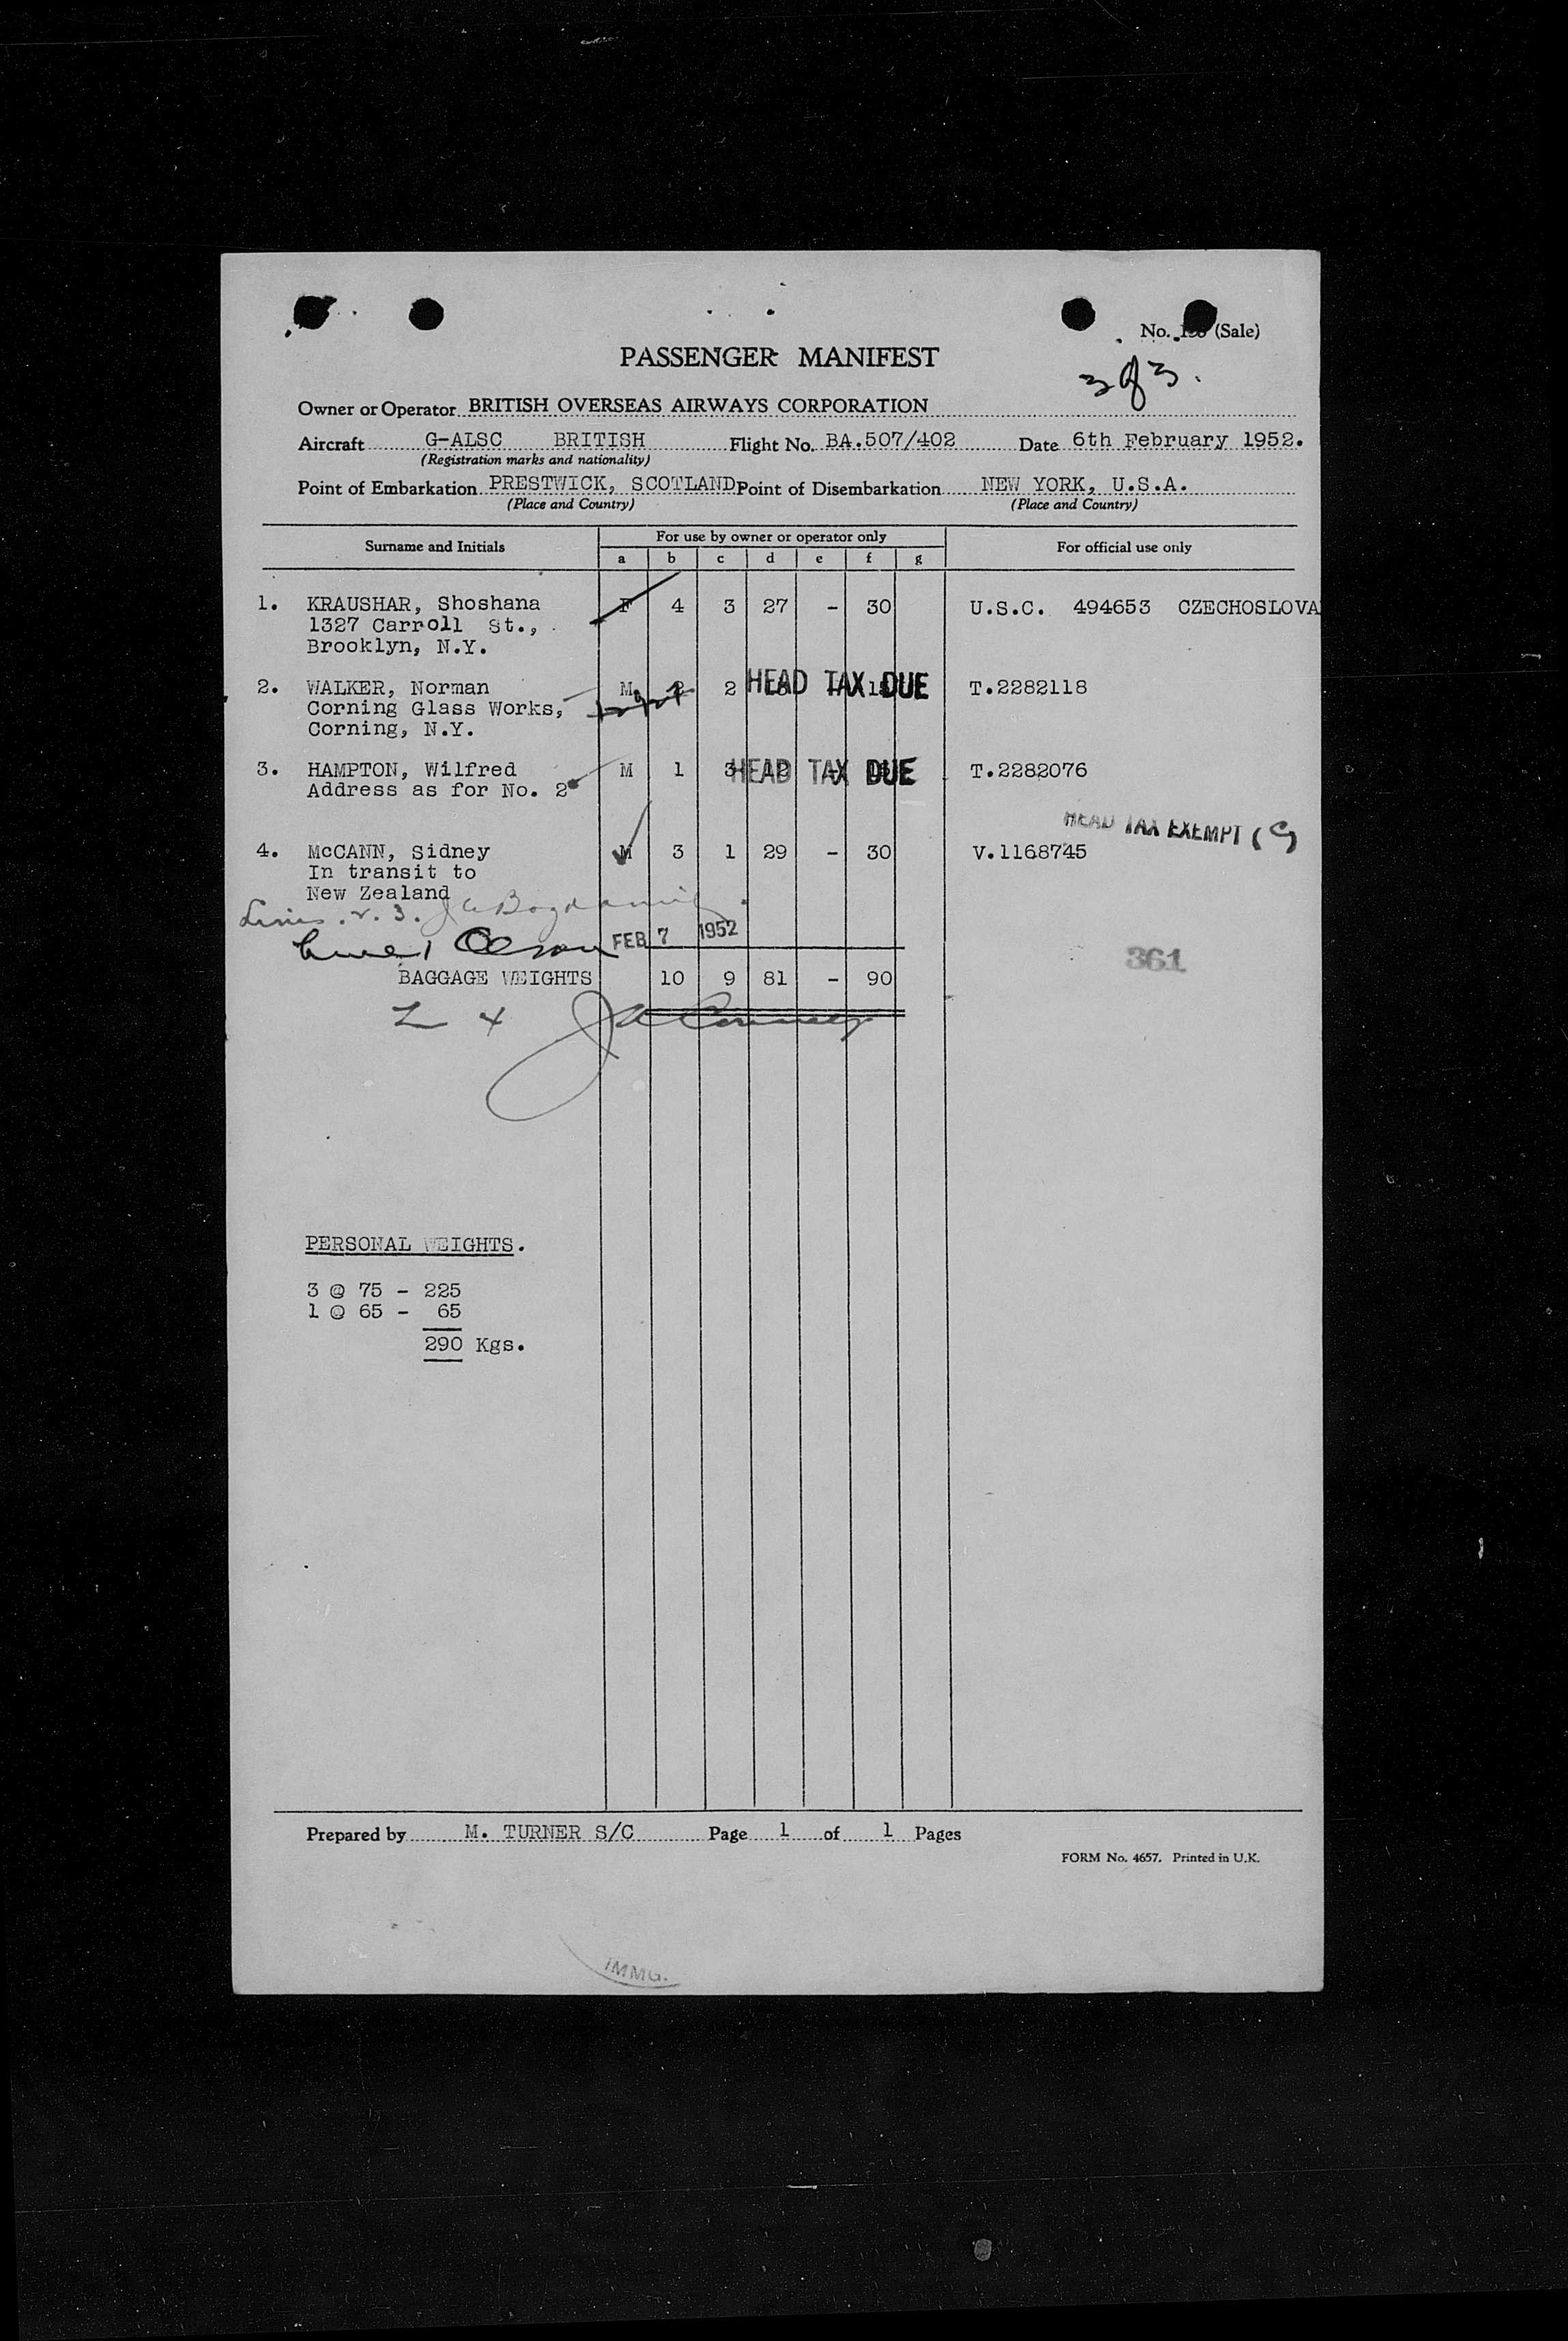 No. (Sale)
PASSENGER MANIFEST
3 of 3.
Owner or Operator BRITISH OVERSEAS AIRWAYS CORPORATION
Aircraft G-ALSC BRITISH Flight No. BA.507/402 Date 6th February 1952.
(Registration marks and nationality)
Point of Embarkation PRESTWICK, SCOTLAND Point of Disembarkation NEW YORK, U.S.A.
(Place and Country) (Place and Country)
Surname and Initials For use by owner or operator only For official use only
a b c d e f g
1. KRAUSHAR, Shoshana F 4 3 27 - 30 U.S.C. 494653 CZECHOSLOVA
1327 Carroll St.,
Brooklyn, N.Y.
2. WALKER, Norman M 2 2 HEAD TAX DUE T.2282118
Corning Glass Works,
Corning, N.Y.
3. HAMPTON, Wilfred M 1 3 HEAD TAX DUE T.2282076
Address as for No. 2
HEAD TAX EXEMPT (9)
4. McCANN, Sidney M 3 1 29 - 30 V.1168745
In transit to
New Zealand
FEB 7 1952
361
BAGGAGE WEIGHTS 10 9 81 - 90
PERSONAL WEIGHTS.
3 @ 75 - 225
1 @ 65 - 65
290 Kgs.
Prepared by M. TURNER S/C Page 1 of 1 Pages
FORM No. 4657. Printed in U.K.
IMMG.